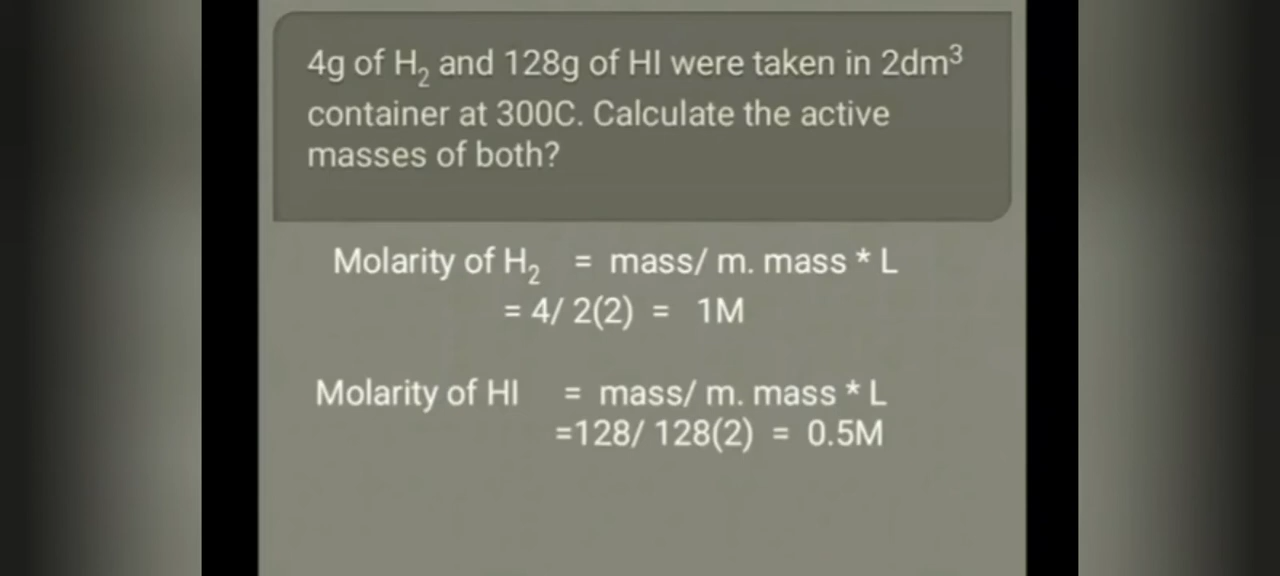 4g of H₂ and 128g of HI were taken in 2dm³
container at 300C. Calculate the active
masses of both?
Molarity of H₂ = mass/ m. mass * L
= 4/ 2(2) = 1M
Molarity of HI = mass/ m. mass * L
=128/ 128(2) = 0.5M